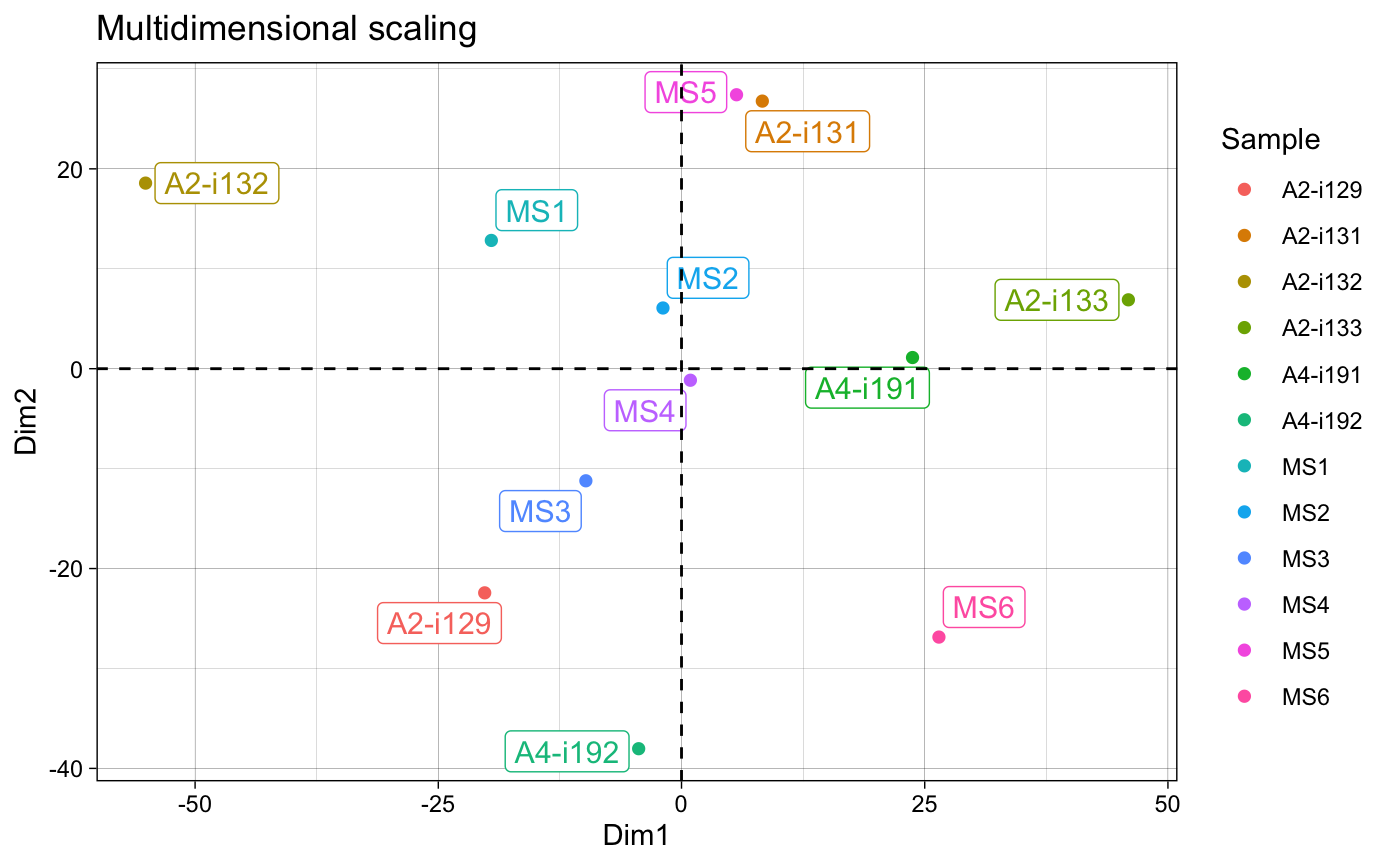 Multidimensional scaling
MS5
A2-i131
A2-i132
MS1
MS2
A2-i133
A4-i191
MS4
MS3
A2-i129
MS6
A4-i192
20
0
-20
-40
-50
-25
0
25
50
Dim1
Dim2
Sample
A2-i129
A2-i131
A2-i132
A2-i133
A4-i191
A4-i192
MS1
MS2
MS3
MS4
MS5
MS6